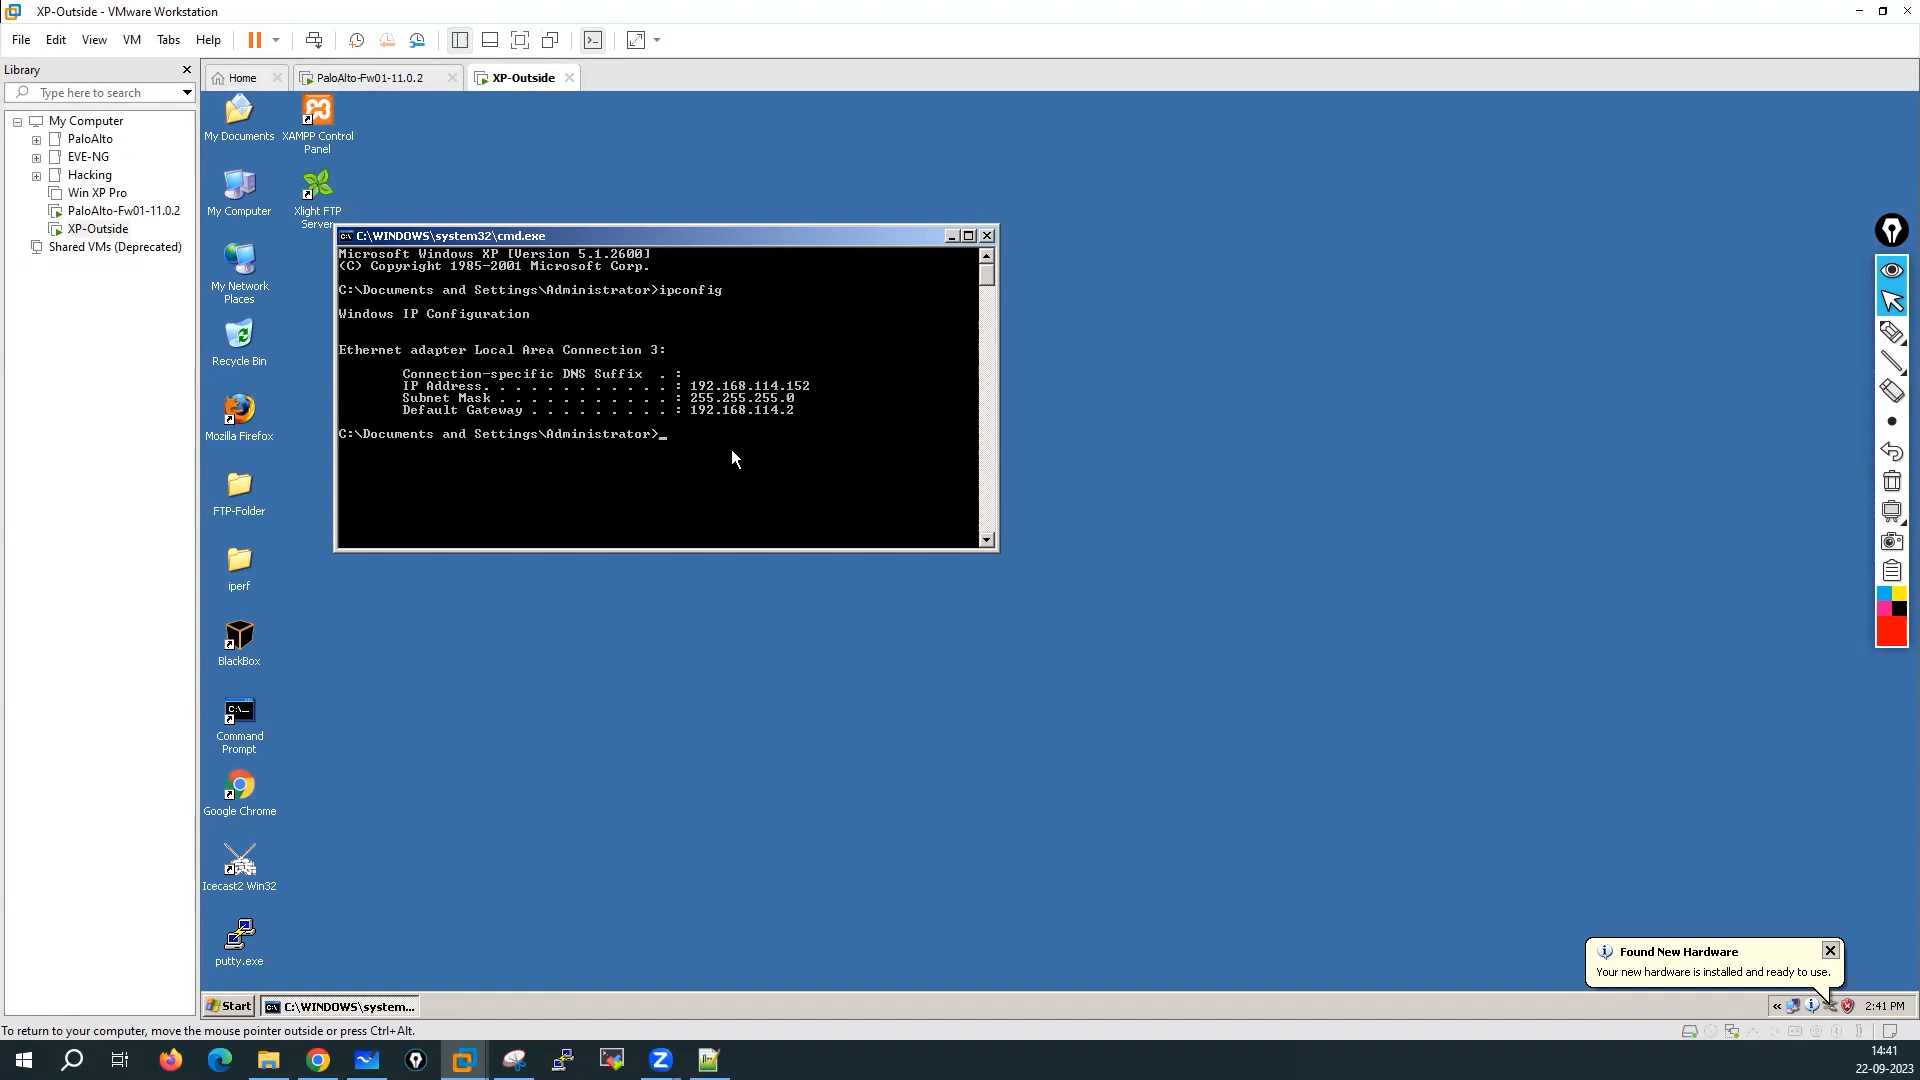 XP-Outside - VMware Workstation
File Edit View VM Tabs Help
Library
Type here to search
My Computer
PaloAlto
EVE-NG
Hacking
Win XP Pro
PaloAlto-Fw01-11.0.2
XP-Outside
Shared VMs (Deprecated)
Home
PaloAlto-Fw01-11.0.2
XP-Outside
My Documents
XAMPP Control
Panel
My Computer
Xlight FTP
Server
My Network
Places
Recycle Bin
Mozilla Firefox
FTP-Folder
iperf
BlackBox
Command
Prompt
Google Chrome
Icecast2 Win32
putty.exe
C:\WINDOWS\system32\cmd.exe
Microsoft Windows XP [Version 5.1.2600]
(C) Copyright 1985-2001 Microsoft Corp.
C:\Documents and Settings\Administrator>ipconfig
Windows IP Configuration
Ethernet adapter Local Area Connection 3:
Connection-specific DNS Suffix . :
IP Address. . . . . . . . . . . . : 192.168.114.152
Subnet Mask . . . . . . . . . . . : 255.255.255.0
Default Gateway . . . . . . . . . : 192.168.114.2
C:\Documents and Settings\Administrator>_
Found New Hardware
Your new hardware is installed and ready to use.
Start
C:\WINDOWS\system...
2:41 PM
To return to your computer, move the mouse pointer outside or press Ctrl+Alt.
14:41
22-09-2023